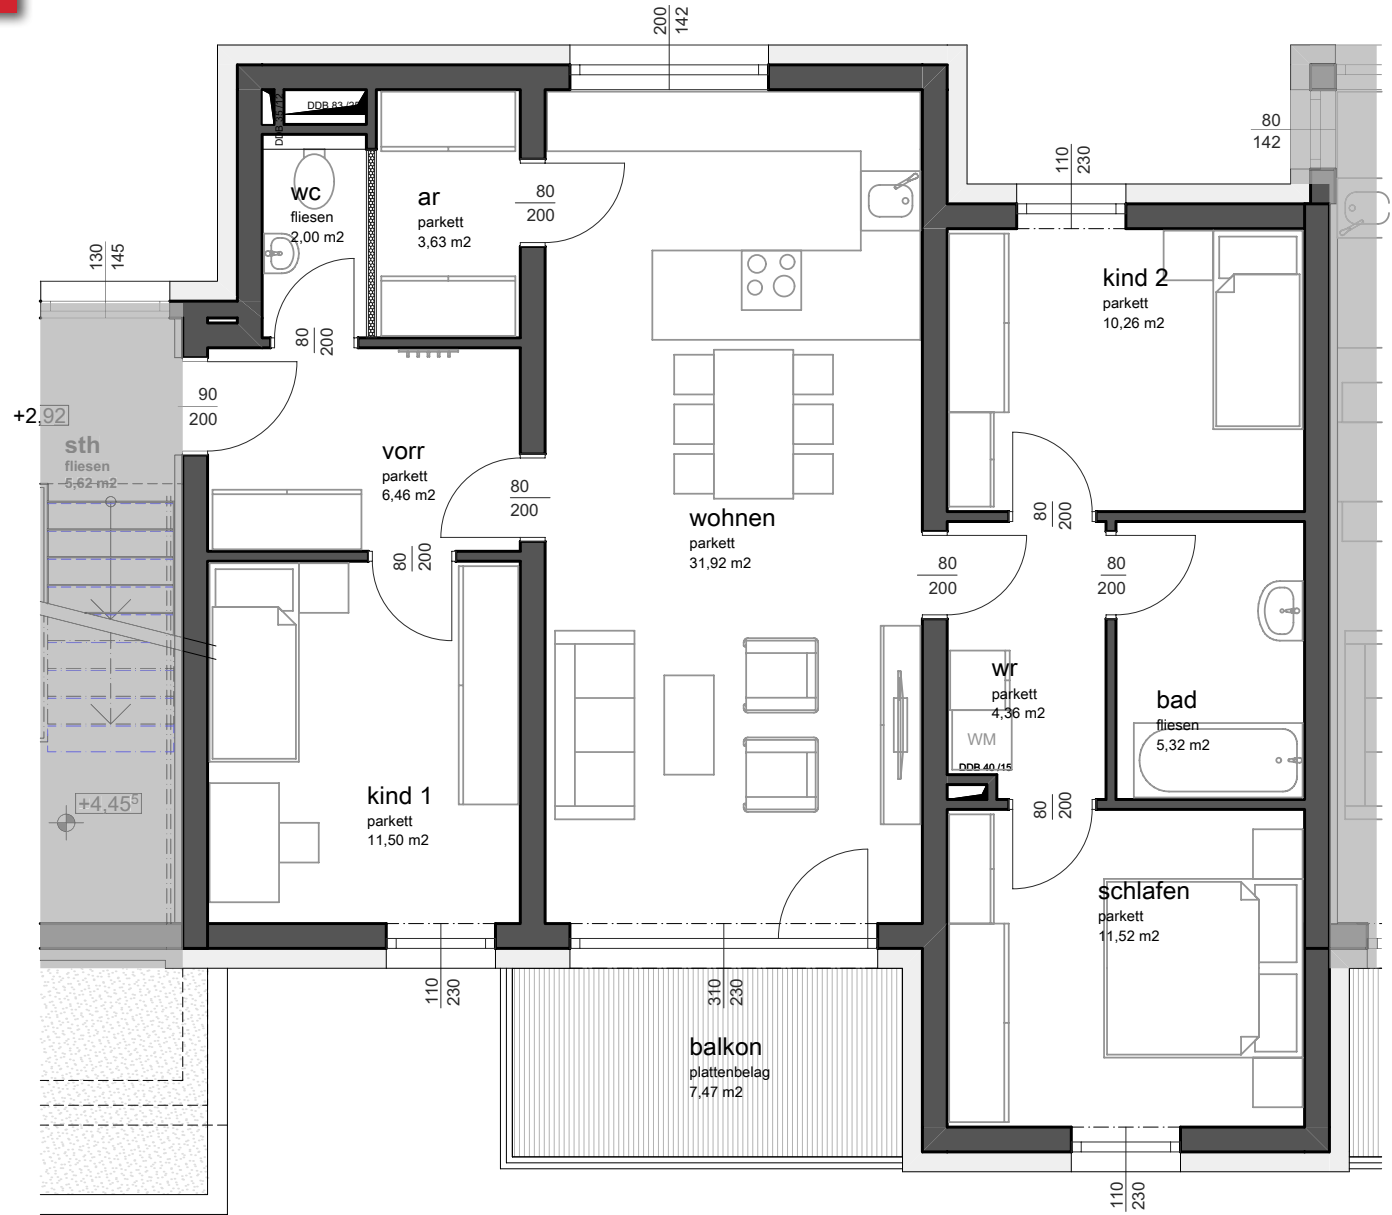 200
142
DDB 83 /2
80
142
110
230
wc
fliesen
2,00 m2
ar
parkett
3,63 m2
80
200
130
145
kind 2
parkett
10,26 m2
80
200
90
200
+2,92
sth
fliesen
5,62 m2
vorr
parkett
6,46 m2
80
200
wohnen
parkett
31,92 m2
80
200
80
200
80
200
80
200
wr
parkett
4,36 m2
WM
DDB 40 /15
bad
fliesen
5,32 m2
kind 1
parkett
11,50 m2
+4,45⁵
80
200
schlafen
parkett
11,52 m2
110
230
310
230
balkon
plattenbelag
7,47 m2
110
230